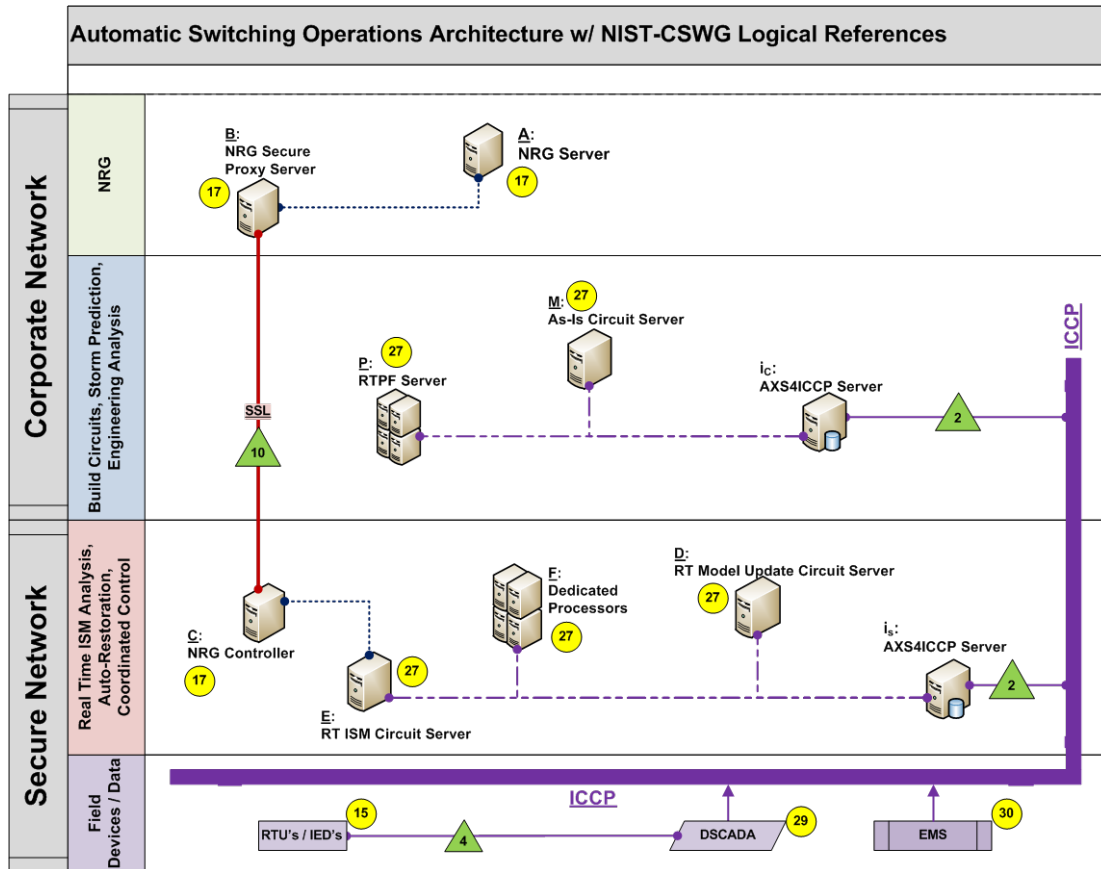 Automatic Switching Operations Architecture w/ NIST-CSWG Logical References
Corporate Network
NRG
B:
NRG Secure
Proxy Server
17
A:
NRG Server
17
Build Circuits, Storm Prediction,
Engineering Analysis
SSL
10
P:
RTPF Server
27
M:
As-Is Circuit Server
27
iC:
AXS4ICCP Server
2
ICCP
Secure Network
Real Time ISM Analysis,
Auto-Restoration,
Coordinated Control
C:
NRG Controller
17
E:
RT ISM Circuit Server
27
F:
Dedicated
Processors
27
D:
RT Model Update Circuit Server
27
is:
AXS4ICCP Server
2
Field
Devices / Data
ICCP
RTU's / IED's
15
4
DSCADA
29
EMS
30